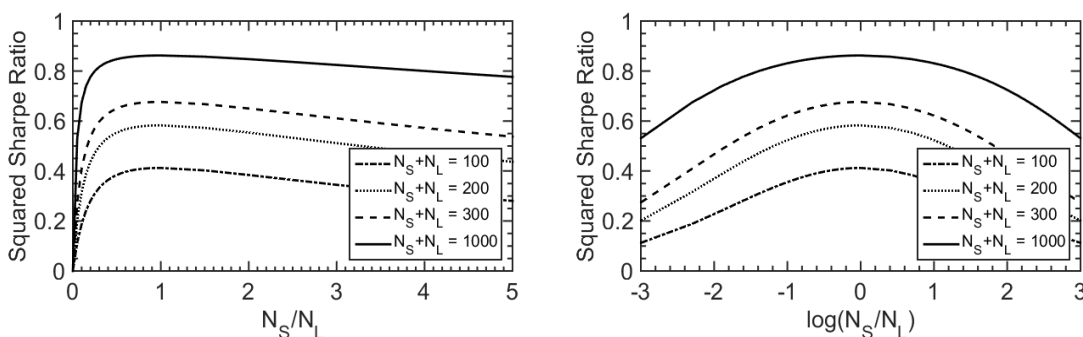 Squared Sharpe Ratio
1
0.8
0.6
0.4
0.2
0
0 1 2 3 4 5
N_S/N_L
N_S+N_L = 100
N_S+N_L = 200
N_S+N_L = 300
N_S+N_L = 1000
Squared Sharpe Ratio
1
0.8
0.6
0.4
0.2
0
-3 -2 -1 0 1 2 3
log(N_S/N_L)
N_S+N_L = 100
N_S+N_L = 200
N_S+N_L = 300
N_S+N_L = 1000